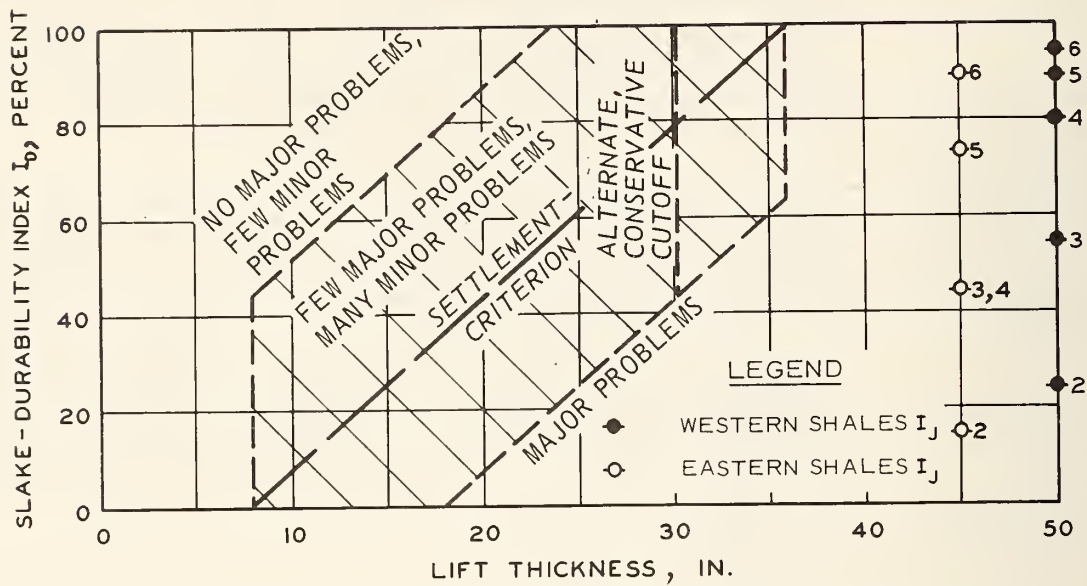 SLAKE-DURABILITY INDEX I_D, PERCENT
100
80
60
40
20
0
NO MAJOR PROBLEMS,
FEW MINOR
PROBLEMS
FEW MAJOR PROBLEMS,
MANY MINOR PROBLEMS
SETTLEMENT
CRITERION
ALTERNATE,
CONSERVATIVE
CUTOFF
MAJOR PROBLEMS
6
5
3,4
2
6
5
4
3
2
LEGEND
WESTERN SHALES I_J
EASTERN SHALES I_J
0
10
20
30
40
50
LIFT THICKNESS, IN.